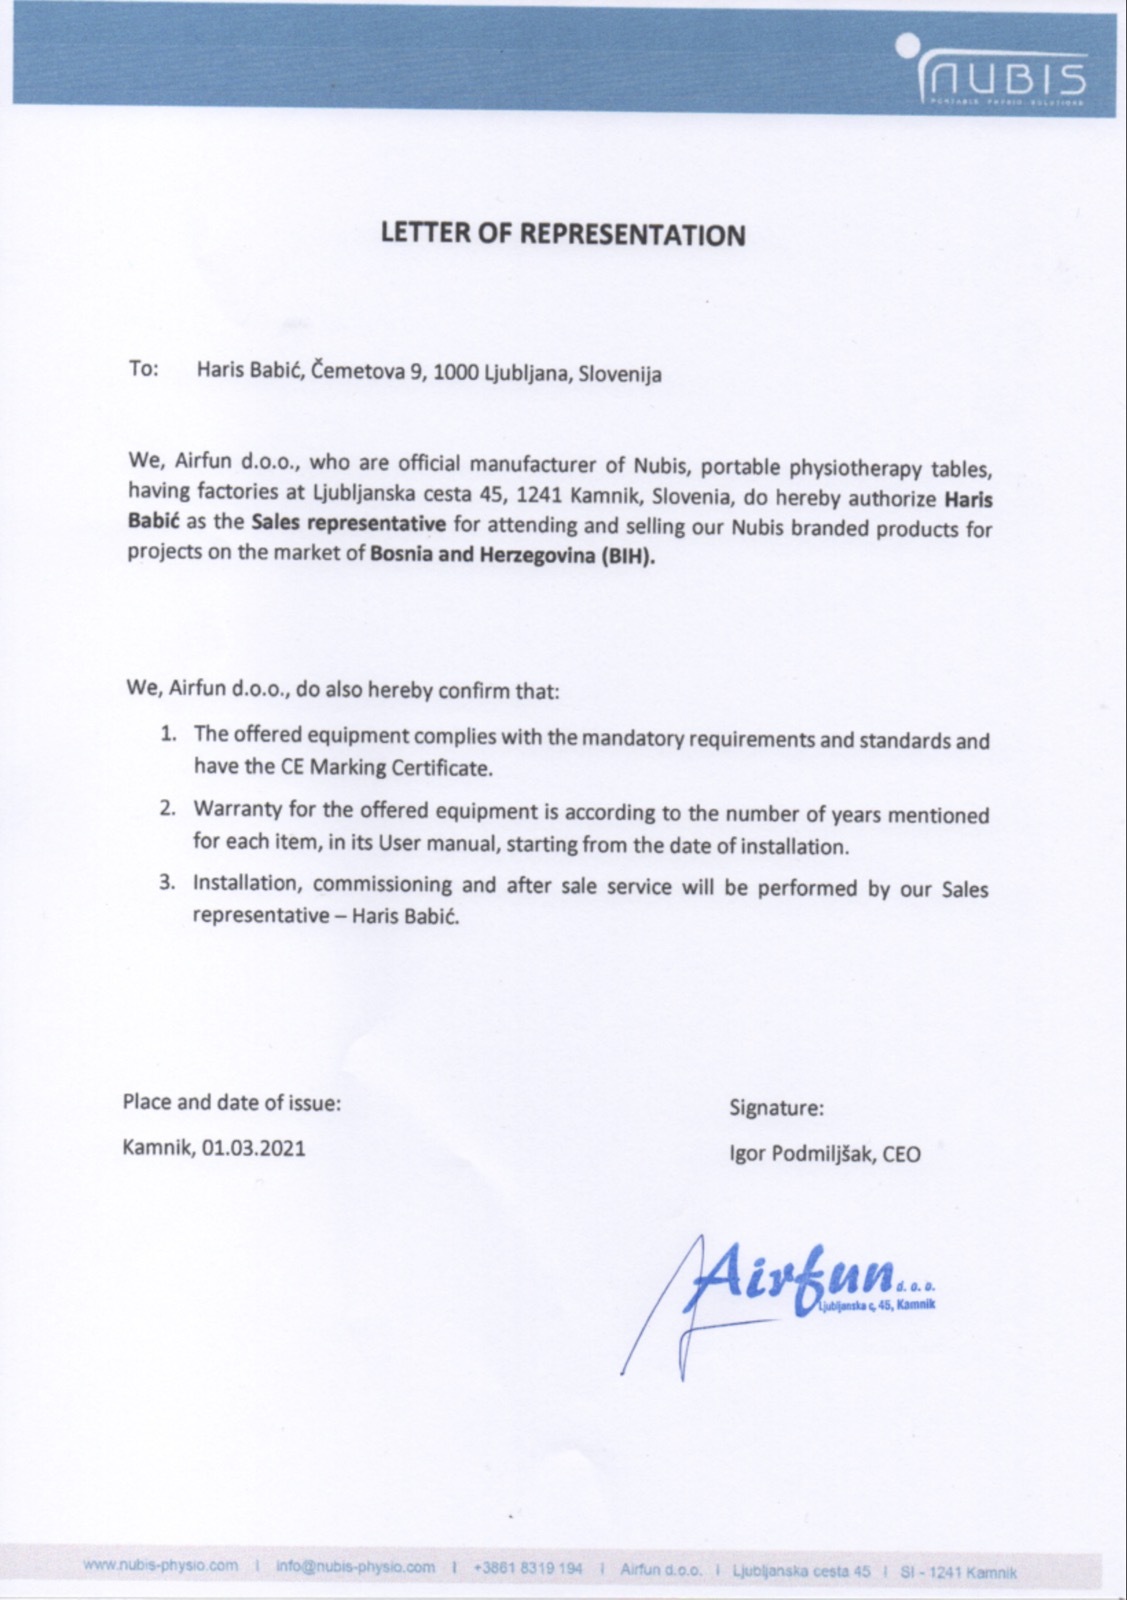 NUBIS
PORTABLE PHYSIO SOLUTIONS
LETTER OF REPRESENTATION
To: Haris Babić, Čemetova 9, 1000 Ljubljana, Slovenija
We, Airfun d.o.o., who are official manufacturer of Nubis, portable physiotherapy tables,
having factories at Ljubljanska cesta 45, 1241 Kamnik, Slovenia, do hereby authorize Haris
Babić as the Sales representative for attending and selling our Nubis branded products for
projects on the market of Bosnia and Herzegovina (BIH).
We, Airfun d.o.o., do also hereby confirm that:
1. The offered equipment complies with the mandatory requirements and standards and
have the CE Marking Certificate.
2. Warranty for the offered equipment is according to the number of years mentioned
for each item, in its User manual, starting from the date of installation.
3. Installation, commissioning and after sale service will be performed by our Sales
representative – Haris Babić.
Place and date of issue:
Kamnik, 01.03.2021
Signature:
Igor Podmiljšak, CEO
Airfun d. o. o.
Ljubljanska c. 45, Kamnik
www.nubis-physio.com | info@nubis-physio.com | +3861 8319 194 | Airfun d.o.o. | Ljubljanska cesta 45 | SI - 1241 Kamnik